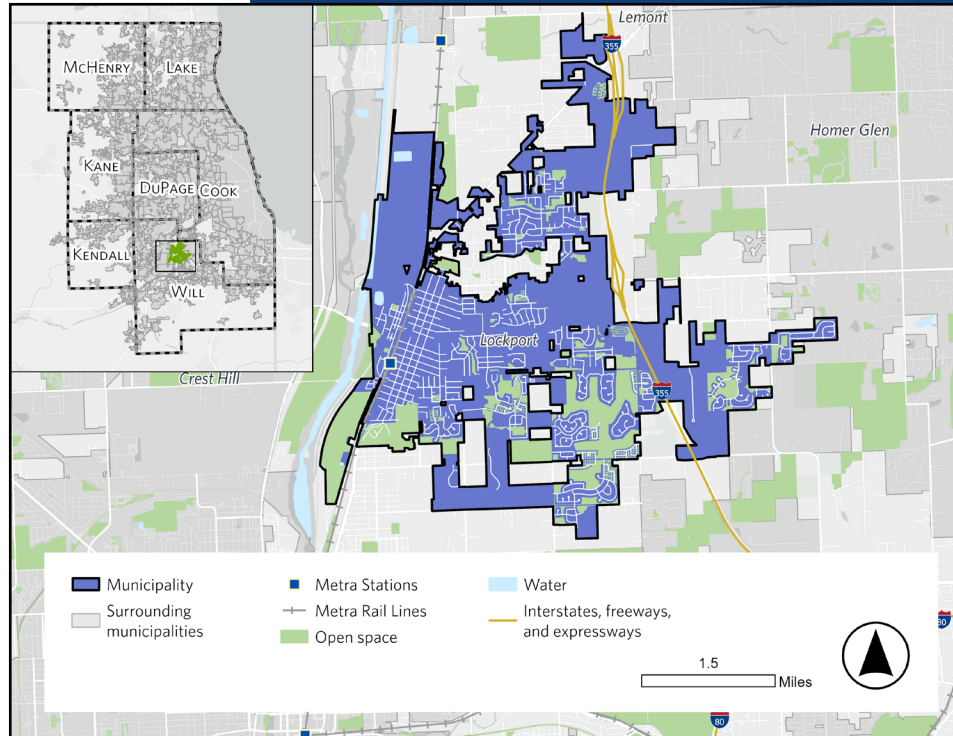 McHENRY
LAKE
KANE
DUPAGE
COOK
KENDALL
WILL
Lemont
355
Homer Glen
Lockport
Crest Hill
355
Municipality
Surrounding
municipalities
Metra Stations
Metra Rail Lines
Open space
Water
Interstates, freeways,
and expressways
1.5
Miles
80
80